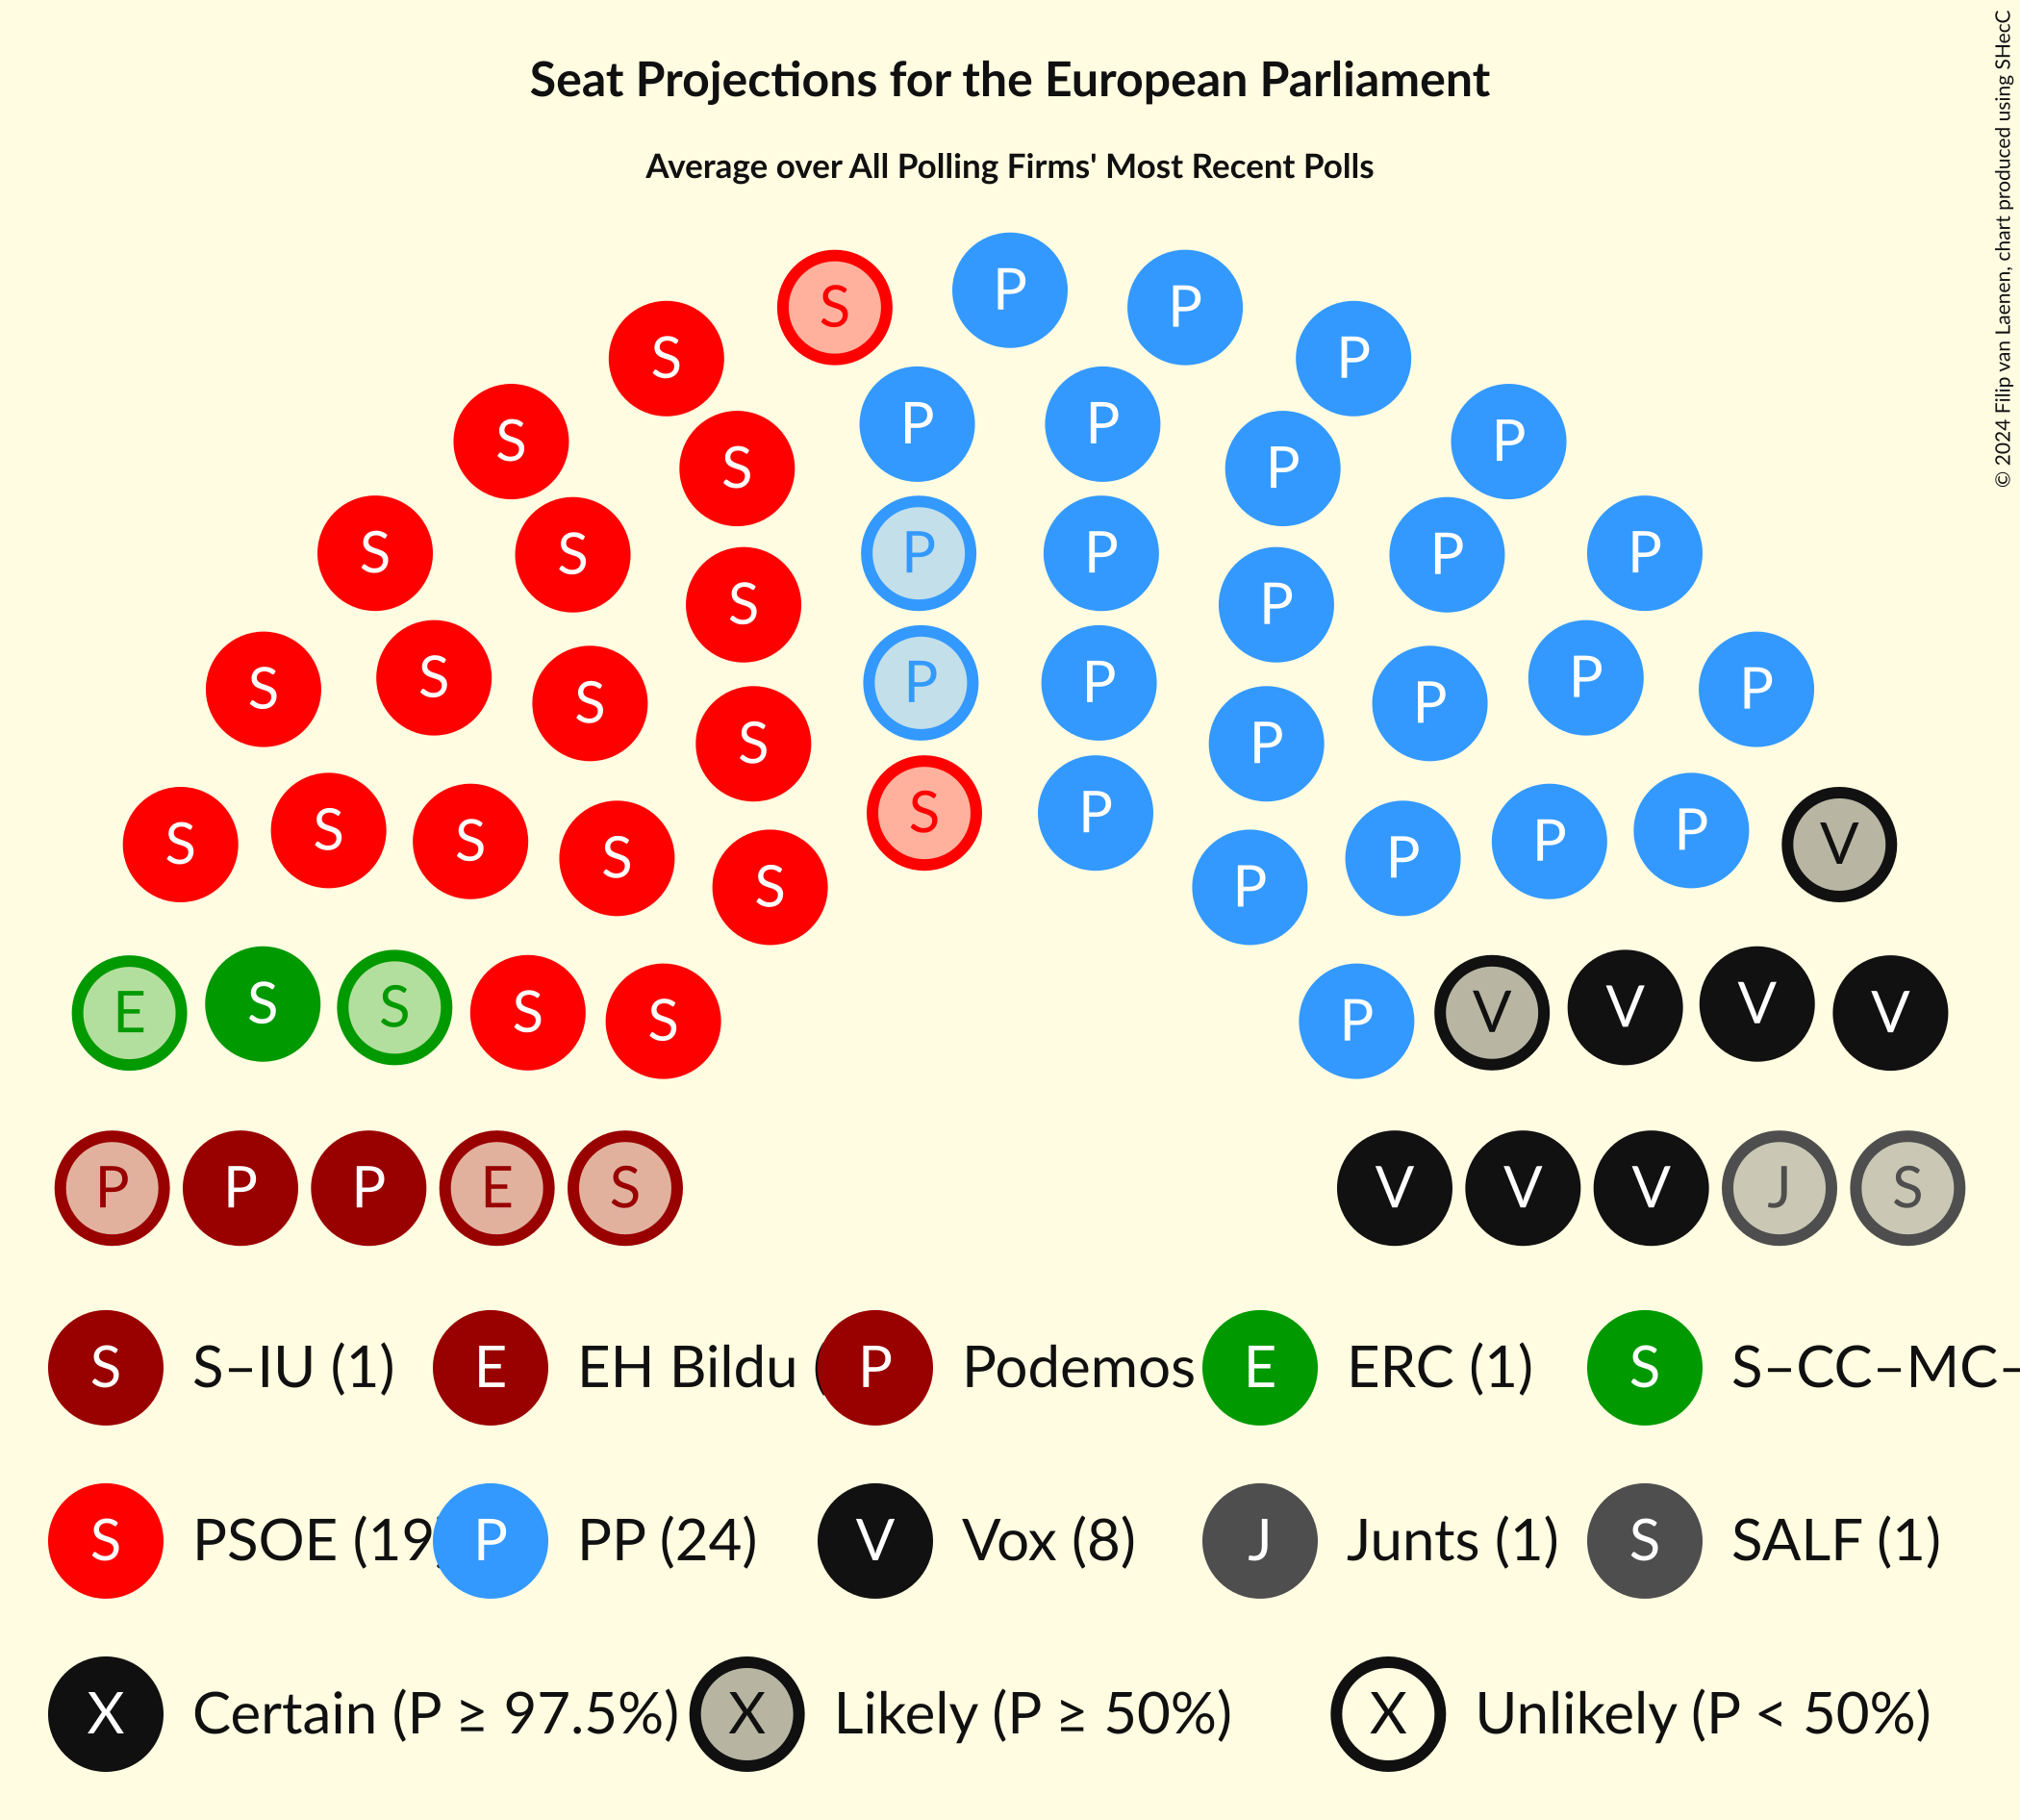 © 2024 Filip van Laenen, chart produced using SHecC
Seat Projections for the European Parliament
Average over All Polling Firms' Most Recent Polls
P
S P
S P
P P
S P
S P
S S P P P P
S P
S S S P P P P P
S P
S P
S S S S P P P V
S P
E S S S S P V V V V
P P P E S V V V J S
S S–IU (1) E EH Bildu ( P Podemos E ERC (1) S S–CC–MC–
S PSOE (19) P PP (24) V Vox (8) J Junts (1) S SALF (1)
X Certain (P ≥ 97.5%) X Likely (P ≥ 50%) X Unlikely (P < 50%)